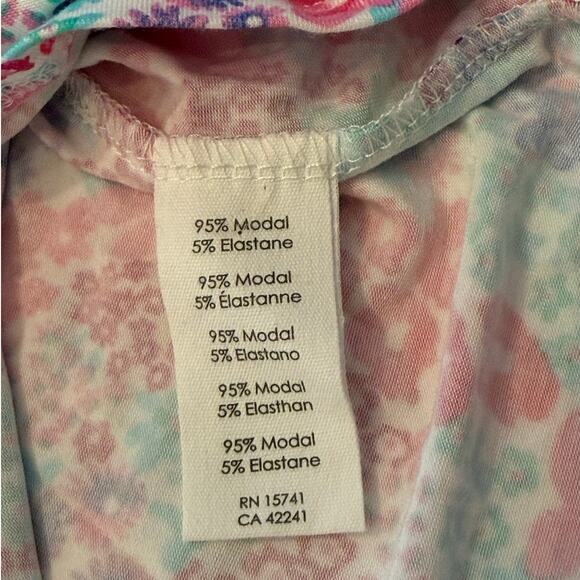 95% Modal
5% Elastane
95% Modal
5% Élastanne
95% Modal
5% Elastano
95% Modal
5% Elasthan
95% Modal
5% Elastane
RN 15741
CA 42241